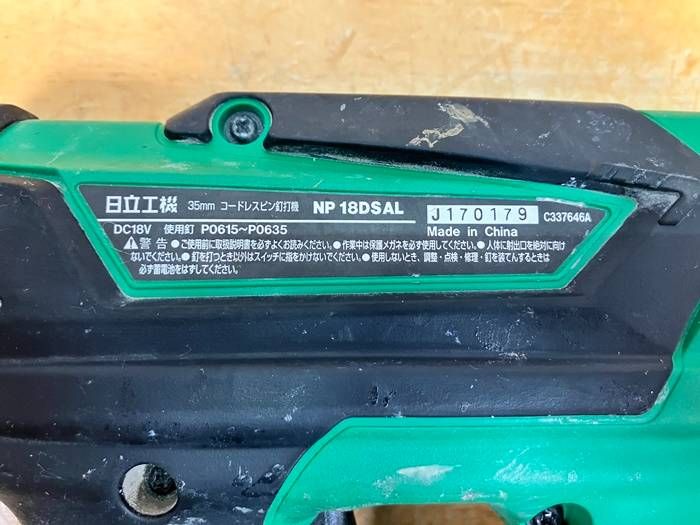 日立工機 35mm コードレスピン釘打機 NP 18DSAL J170179 C337646A
DC18V 使用釘 P0615〜P0635 Made in China
⚠警告 ●ご使用前に取扱説明書を必ずよくお読みください。●作業中は保護メガネを必ず使用してください。●人体に射出口を絶対に向け
ないでください。●釘を打つとき以外はスイッチに指をかけないでください。●使用しないとき、調整・点検・修理・釘を装てんするときは
必ず蓄電池をはずしてください。